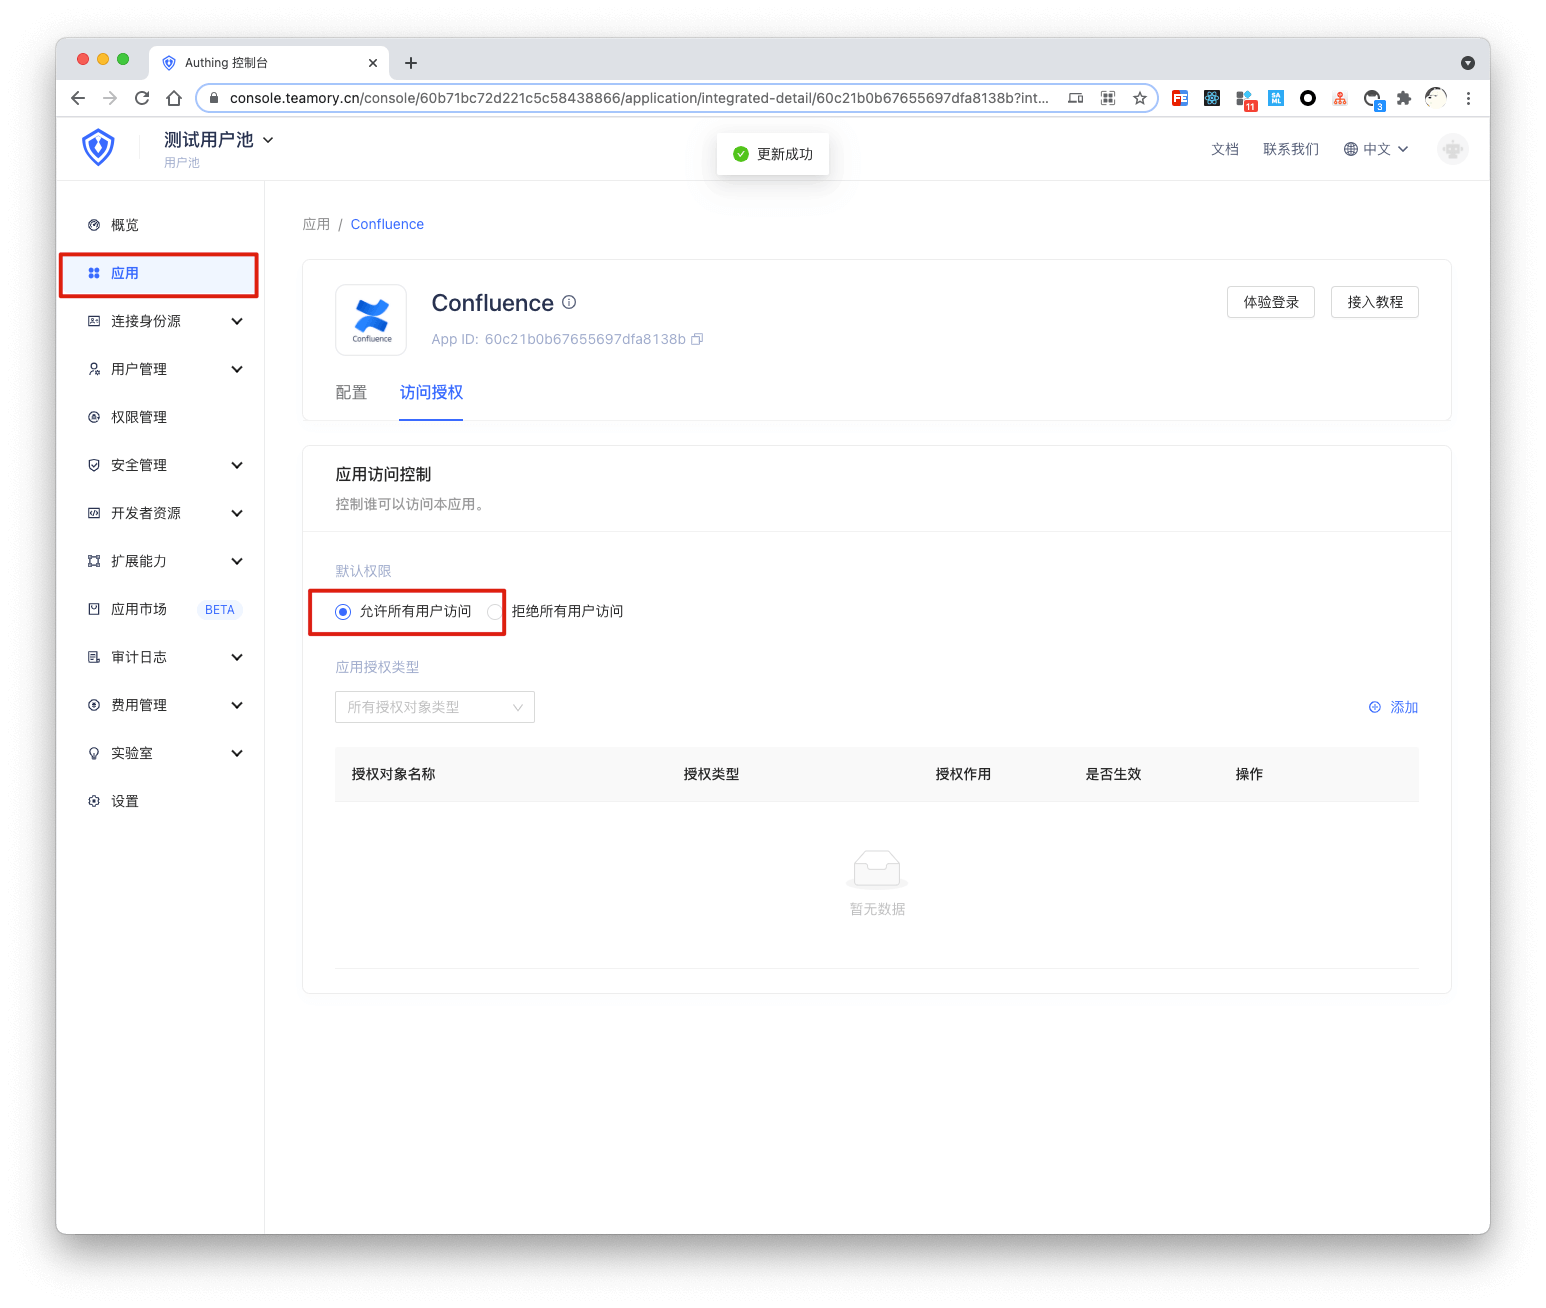 Authing 控制台
console.teamory.cn/console/60b71bc72d221c5c58438866/application/integrated-detail/60c21b0b67655697dfa8138b?int...
FE
11
SA
ML
3
测试用户池
用户池
更新成功
文档
联系我们
中文
概览
应用
连接身份源
用户管理
权限管理
安全管理
开发者资源
扩展能力
应用市场 BETA
审计日志
费用管理
实验室
设置
应用 / Confluence
Confluence
Confluence
App ID: 60c21b0b67655697dfa8138b
体验登录
接入教程
配置
访问授权
应用访问控制
控制谁可以访问本应用。
默认权限
允许所有用户访问
拒绝所有用户访问
应用授权类型
所有授权对象类型
添加
授权对象名称 授权类型 授权作用 是否生效 操作
暂无数据